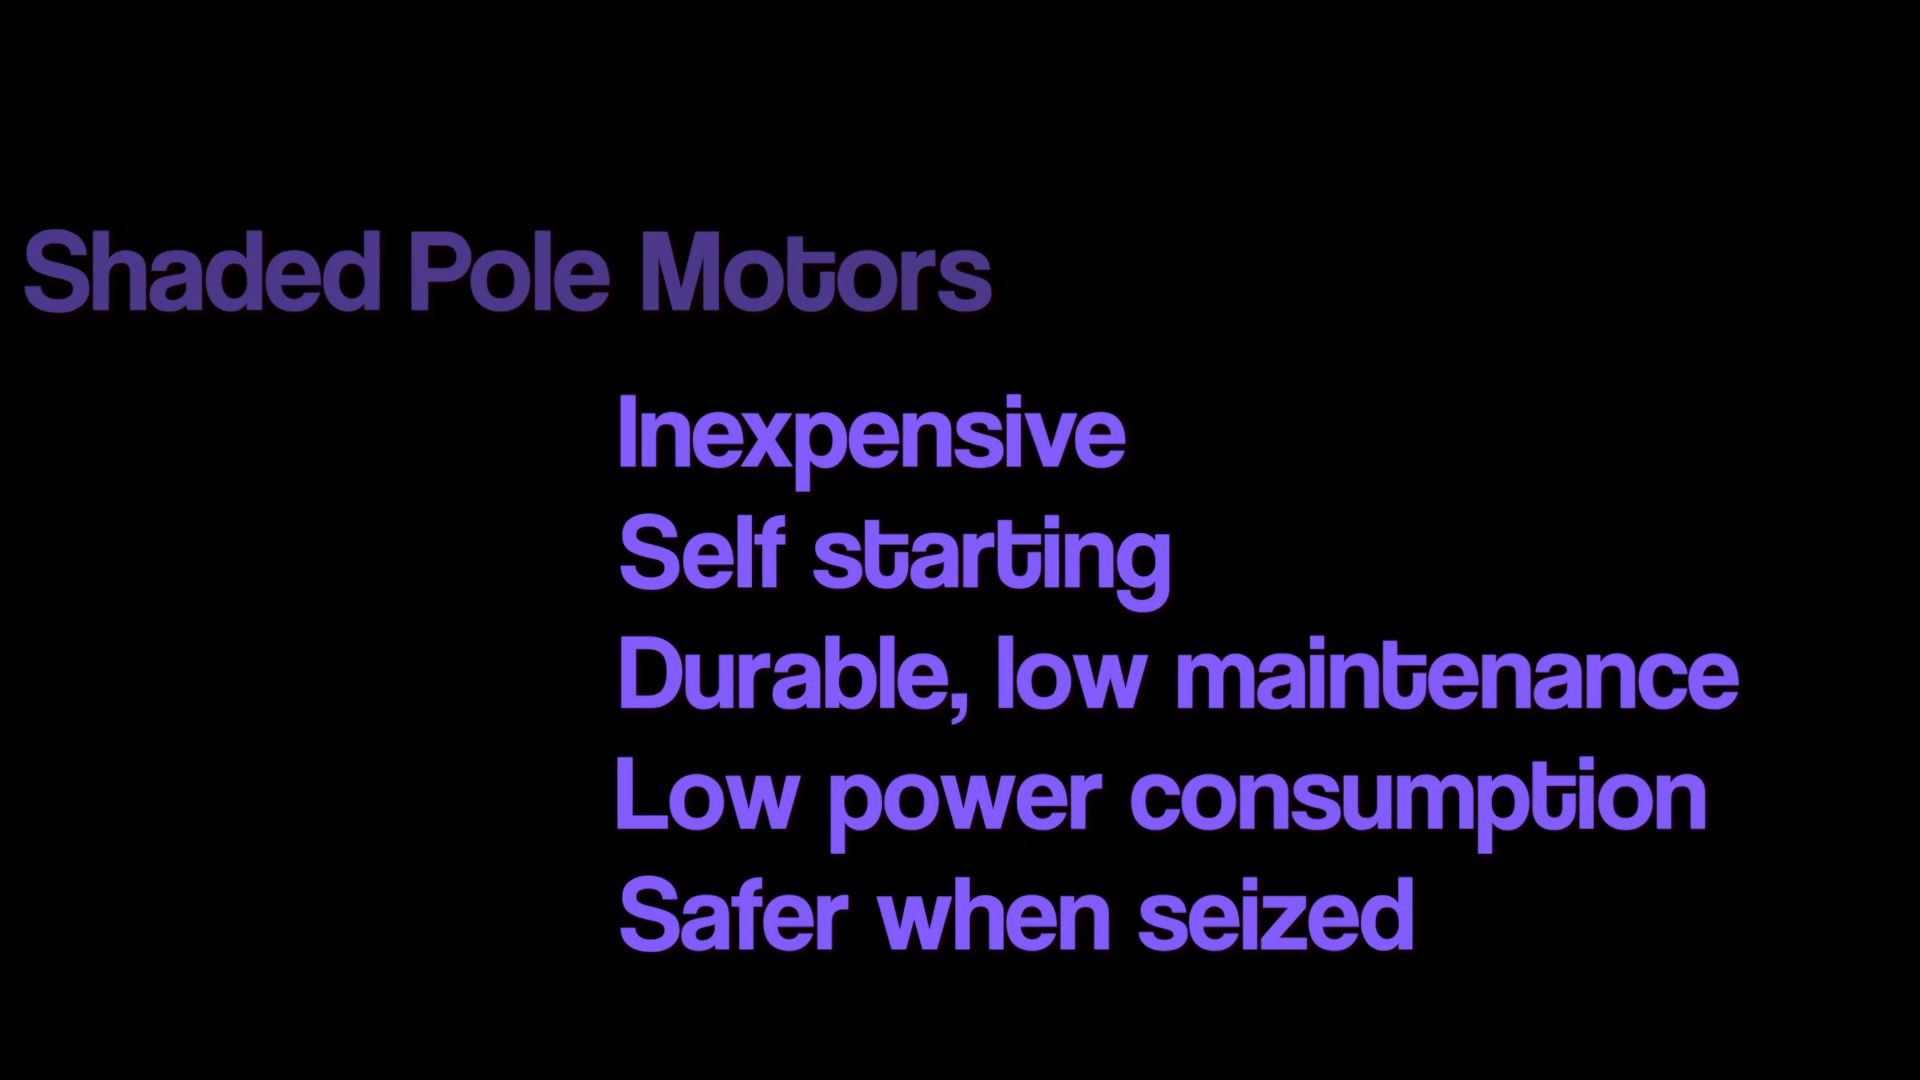 Shaded Pole Motors
Inexpensive
Self starting
Durable, low maintenance
Low power consumption
Safer when seized